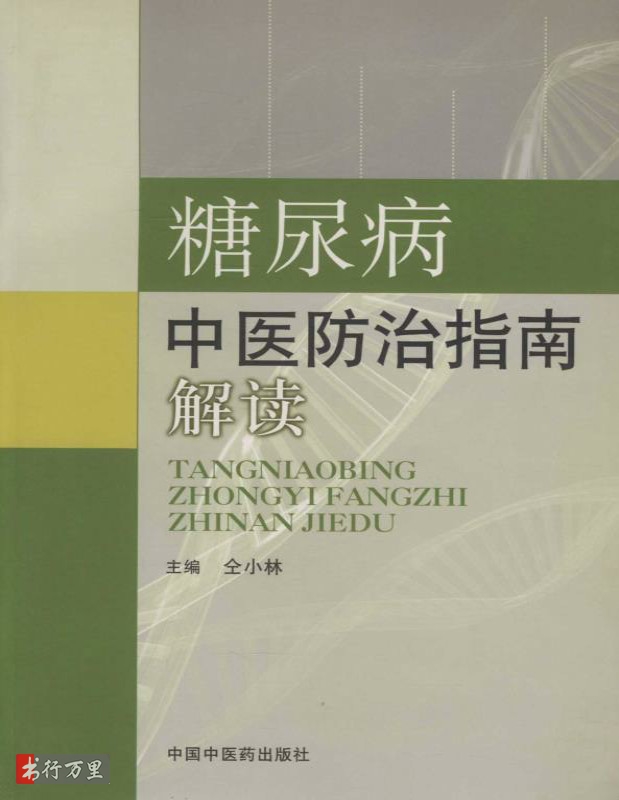 糖尿病
中医防治指南
解读
TANGNIAOBING
ZHONGYI FANGZHI
ZHINAN JIEDU
主编 仝小林
中国中医药出版社
书行万里